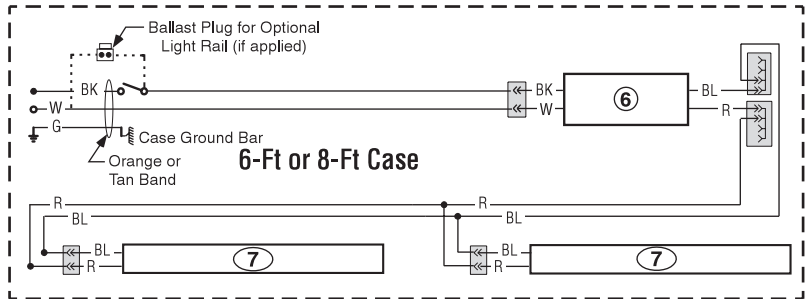 Ballast Plug for Optional
Light Rail (if applied)
BK
BK
BL
6
W
W
R
G
Case Ground Bar
6-Ft or 8-Ft Case
Orange or
Tan Band
R
R
BL
BL
BL
7
R
BL
7
R